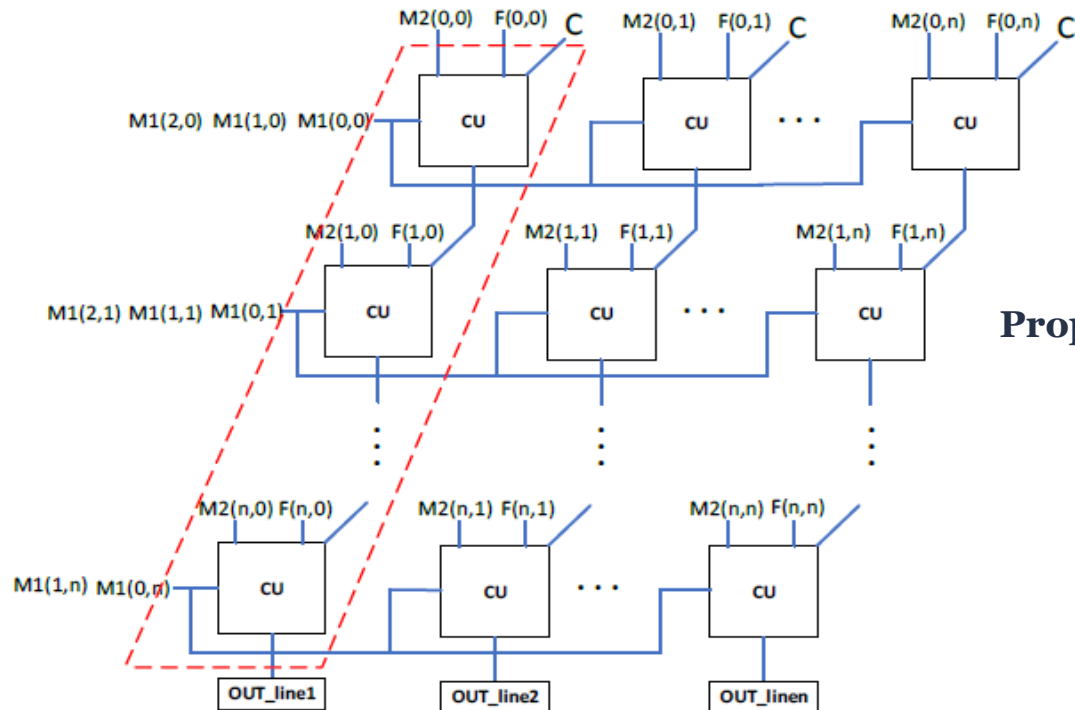 M2(0,0) F(0,0) C M2(0,1) F(0,1) C M2(0,n) F(0,n) C
M1(2,0) M1(1,0) M1(0,0) CU CU • • • CU
M2(1,0) F(1,0) M2(1,1) F(1,1) M2(1,n) F(1,n)
M1(2,1) M1(1,1) M1(0,1) CU CU • • • CU
Prop
M2(n,0) F(n,0) M2(n,1) F(n,1) M2(n,n) F(n,n)
M1(1,n) M1(0,n) CU CU • • • CU
OUT_line1 OUT_line2 OUT_linen